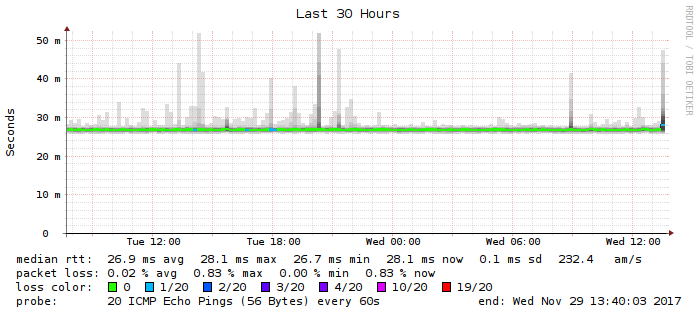 Last 30 Hours
RRDTOOL / TOBI OETIKER
Seconds
50 m
40 m
30 m
20 m
10 m
0
Tue 12:00 Tue 18:00 Wed 00:00 Wed 06:00 Wed 12:00
median rtt: 26.9 ms avg 28.1 ms max 26.7 ms min 28.1 ms now 0.1 ms sd 232.4 am/s
packet loss: 0.02 % avg 0.83 % max 0.00 % min 0.83 % now
loss color: 0 1/20 2/20 3/20 4/20 10/20 19/20
probe: 20 ICMP Echo Pings (56 Bytes) every 60s end: Wed Nov 29 13:40:03 2017